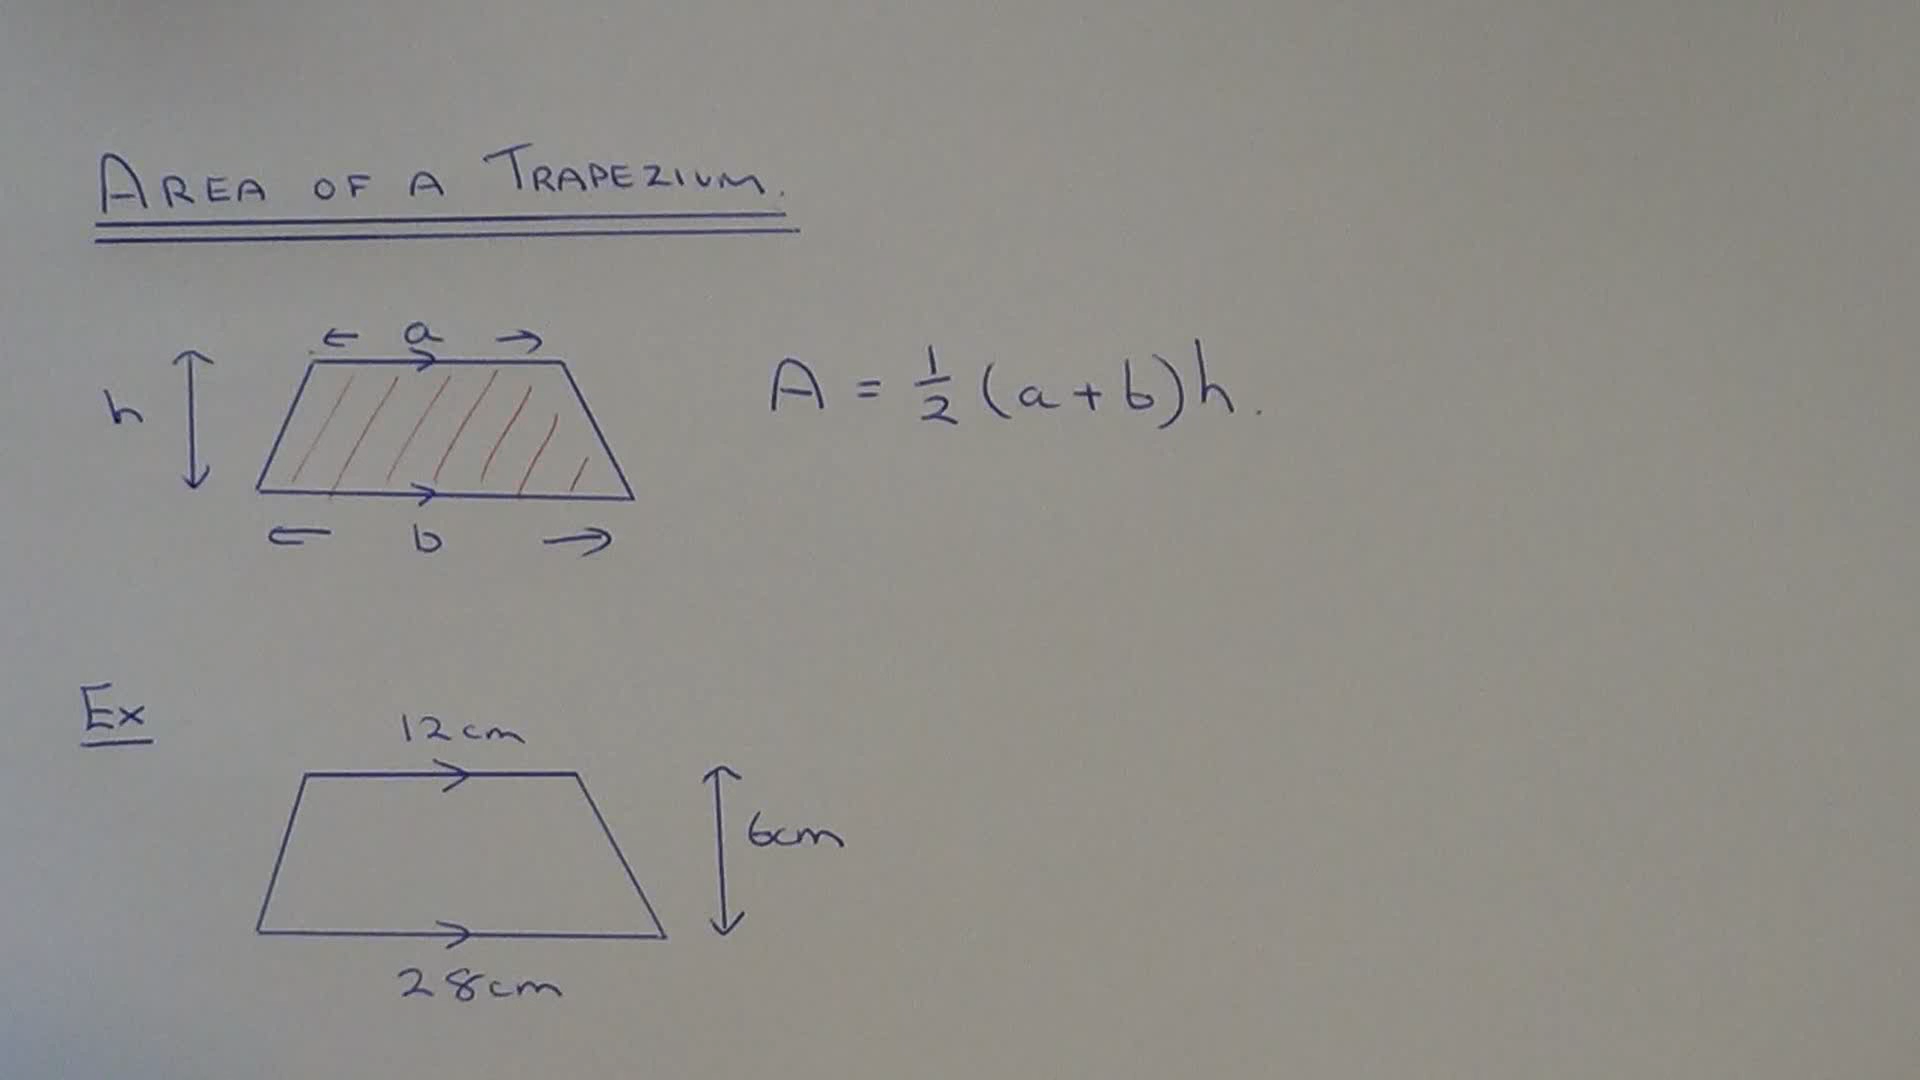 AREA OF A TRAPEZIUM.
a
h
A = 1/2 (a+b)h.
b
Ex
12cm
6cm
28cm